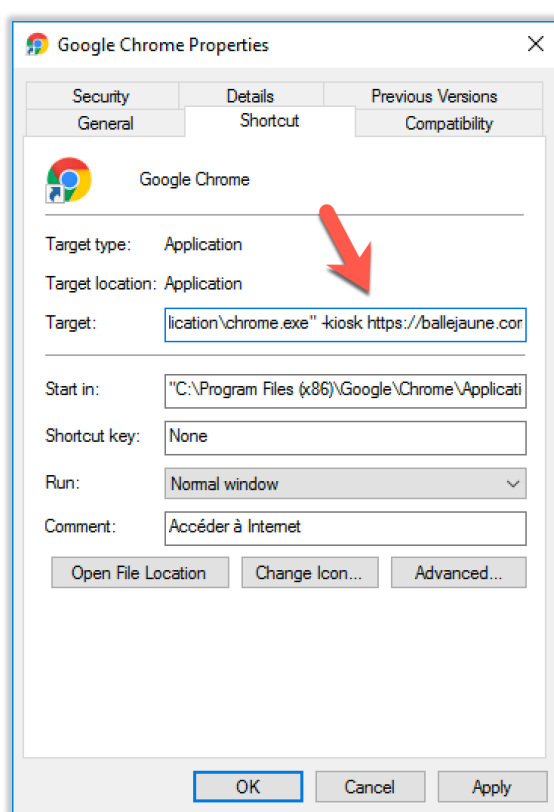 Google Chrome Properties
Security Details Previous Versions
General Shortcut Compatibility
Google Chrome
Target type: Application
Target location: Application
Target: lication\chrome.exe" -kiosk https://ballejaune.cor
Start in: "C:\Program Files (x86)\Google\Chrome\Applicati
Shortcut key: None
Run: Normal window
Comment: Accéder à Internet
Open File Location Change Icon... Advanced...
OK Cancel Apply